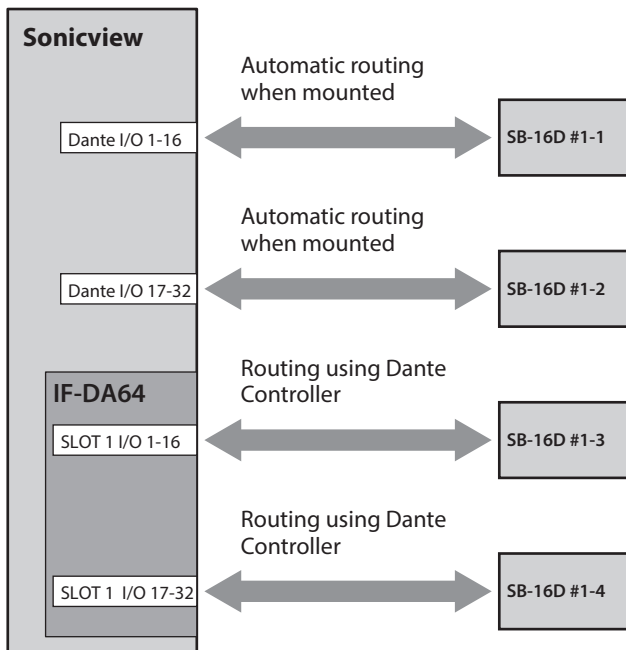 Sonicview
Automatic routing
when mounted
Dante I/O 1-16
SB-16D #1-1
Automatic routing
when mounted
Dante I/O 17-32
SB-16D #1-2
IF-DA64
Routing using Dante
Controller
SLOT 1 I/O 1-16
SB-16D #1-3
Routing using Dante
Controller
SLOT 1 I/O 17-32
SB-16D #1-4